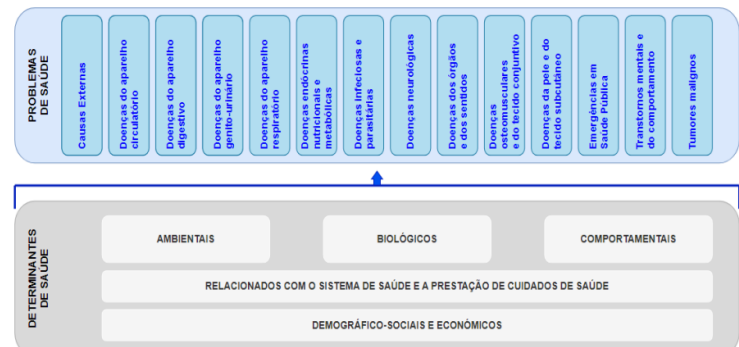 PROBLEMAS
DE SAÚDE
Causas Externas
Doenças do aparelho
circulatório
Doenças do aparelho
digestivo
Doenças do aparelho
genito-urinário
Doenças do aparelho
respiratório
Doenças endócrinas
nutricionais e
metabólicas
Doenças infeciosas e
parasitárias
Doenças neurológicas
Doenças dos órgãos
e dos sentidos
Doenças
osteomusculares
e do tecido conjuntivo
Doenças da pele e do
tecido subcutâneo
Emergências em
Saúde Pública
Transtornos mentais e
do comportamento
Tumores malignos
DETERMINANTES
DE SAÚDE
AMBIENTAIS
BIOLÓGICOS
COMPORTAMENTAIS
RELACIONADOS COM O SISTEMA DE SAÚDE E A PRESTAÇÃO DE CUIDADOS DE SAÚDE
DEMOGRÁFICO-SOCIAIS E ECONÓMICOS